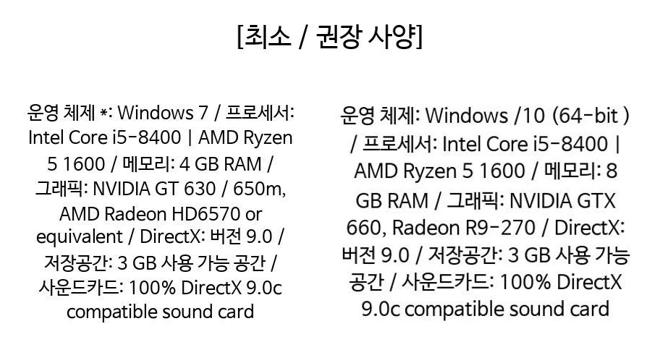 [최소 / 권장 사양]
운영 체제 *: Windows 7 / 프로세서:
Intel Core i5-8400 | AMD Ryzen
5 1600 / 메모리: 4 GB RAM /
그래픽: NVIDIA GT 630 / 650m,
AMD Radeon HD6570 or
equivalent / DirectX: 버전 9.0 /
저장공간: 3 GB 사용 가능 공간 /
사운드카드: 100% DirectX 9.0c
compatible sound card
운영 체제: Windows /10 (64-bit )
/ 프로세서: Intel Core i5-8400 |
AMD Ryzen 5 1600 / 메모리: 8
GB RAM / 그래픽: NVIDIA GTX
660, Radeon R9-270 / DirectX:
버전 9.0 / 저장공간: 3 GB 사용 가능
공간 / 사운드카드: 100% DirectX
9.0c compatible sound card